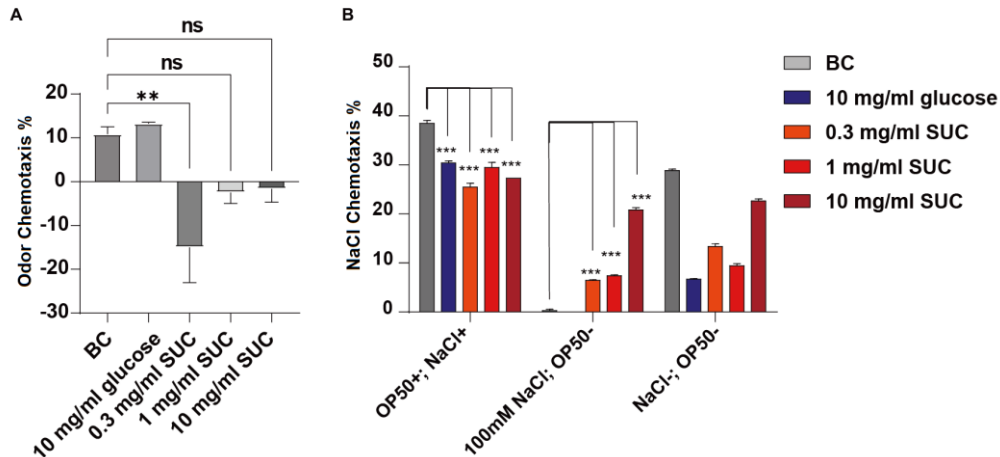 A
ns
ns
**
Odor Chemotaxis %
20
10
0
-10
-20
-30
BC
10 mg/ml glucose
0.3 mg/ml SUC
1 mg/ml SUC
10 mg/ml SUC
B
NaCl Chemotaxis %
50
40
30
20
10
0
***
***
***
***
***
***
***
OP50+; NaCl+
100mM NaCl; OP50-
NaCl-; OP50-
BC
10 mg/ml glucose
0.3 mg/ml SUC
1 mg/ml SUC
10 mg/ml SUC